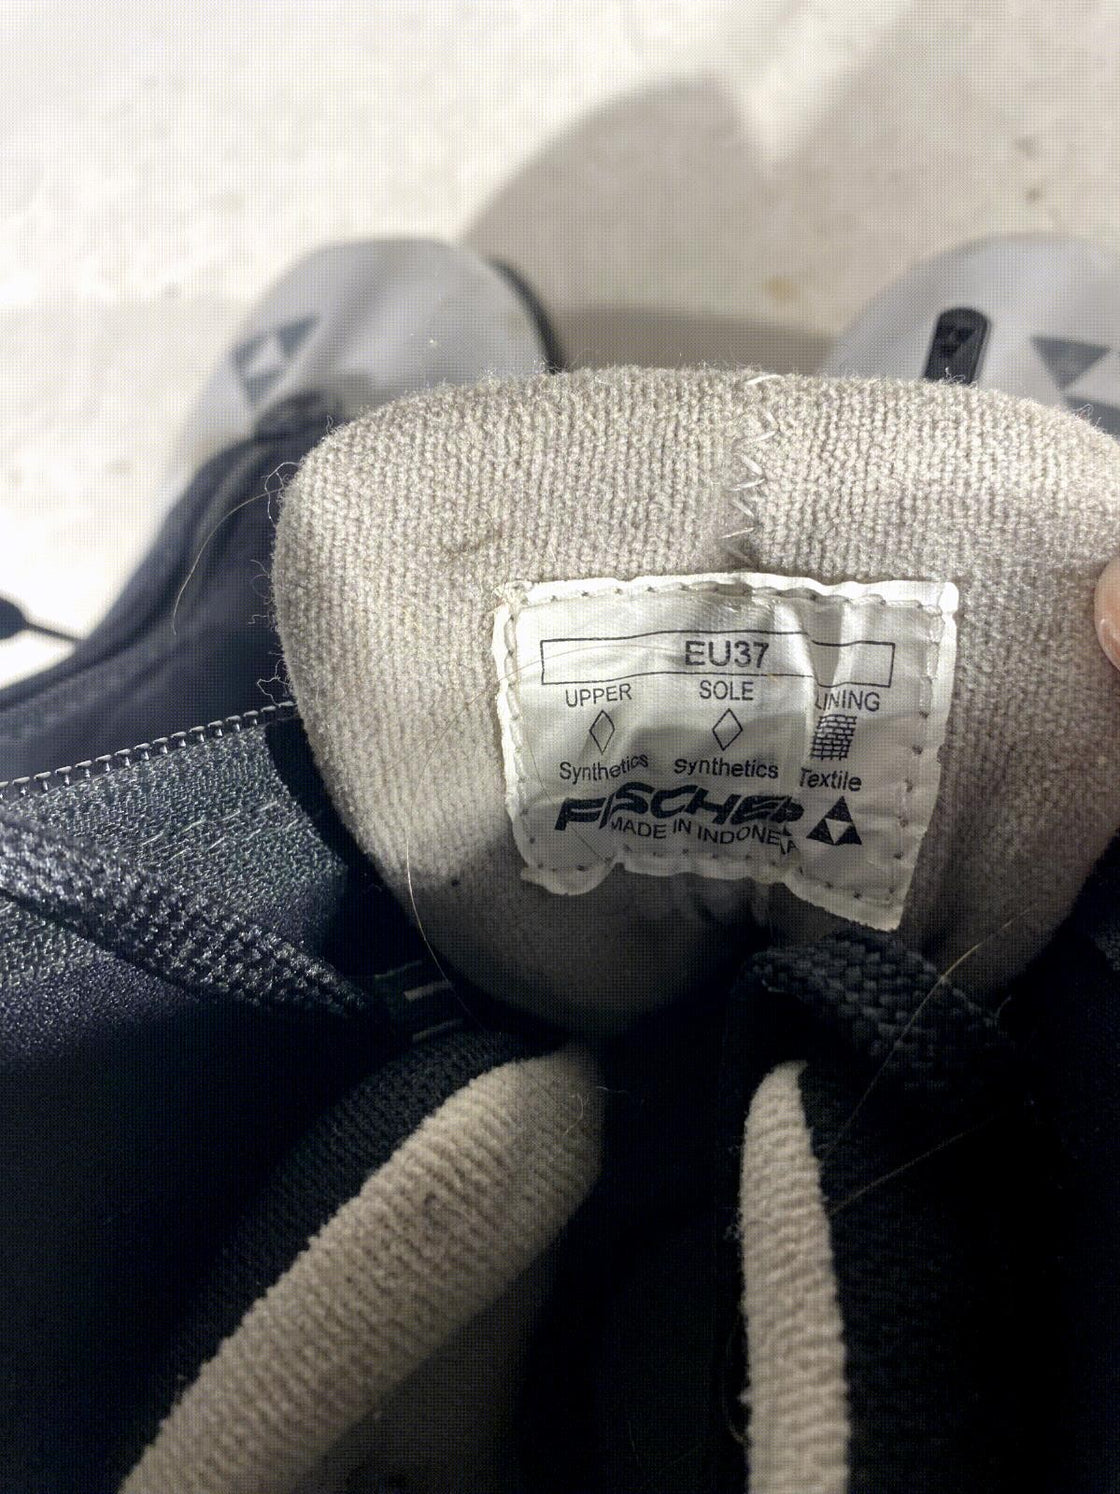 EU37
UPPER SOLE LINING
Synthetics Synthetics Textile
FISCHER
MADE IN INDONESIA